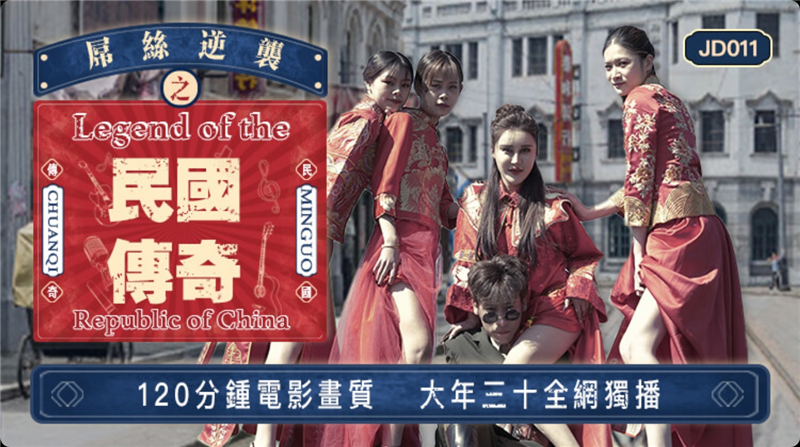 屌絲逆襲
之
JD011
Legend of the
民國
傳奇
Republic of China
傳
CHUANQI
奇
民
MINGUO
國
120分鍾電影畫質 大年三十全網獨播